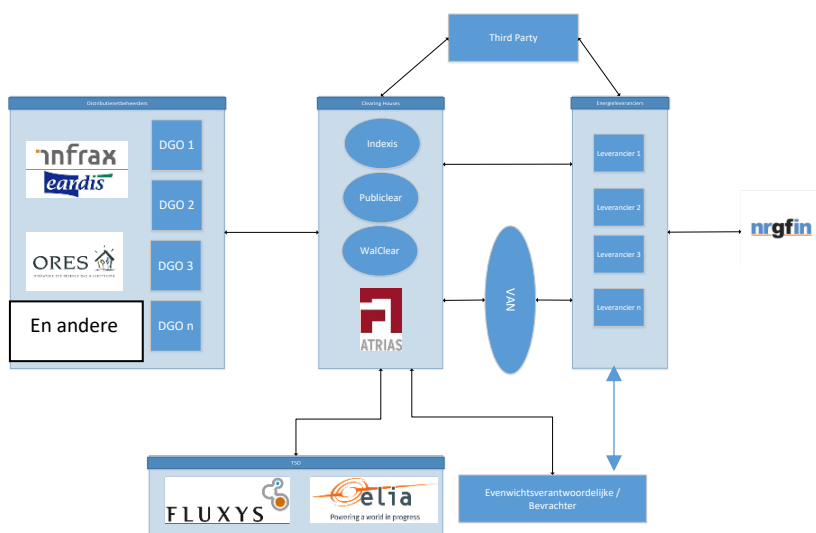 Third Party
Distributienetbeheerders
Clearing Houses
Energieleveranciers
ınfrax
eandis
DGO 1
DGO 2
ORES
DGO 3
En andere
DGO n
Indexis
Publiclear
WalClear
ATRIAS
VAN
Leverancier 1
Leverancier 2
Leverancier 3
Leverancier n
nrgfin
TSO
FLUXYS
elia
Powering a world in progress
Evenwichtsverantwoordelijke /
Bevrachter